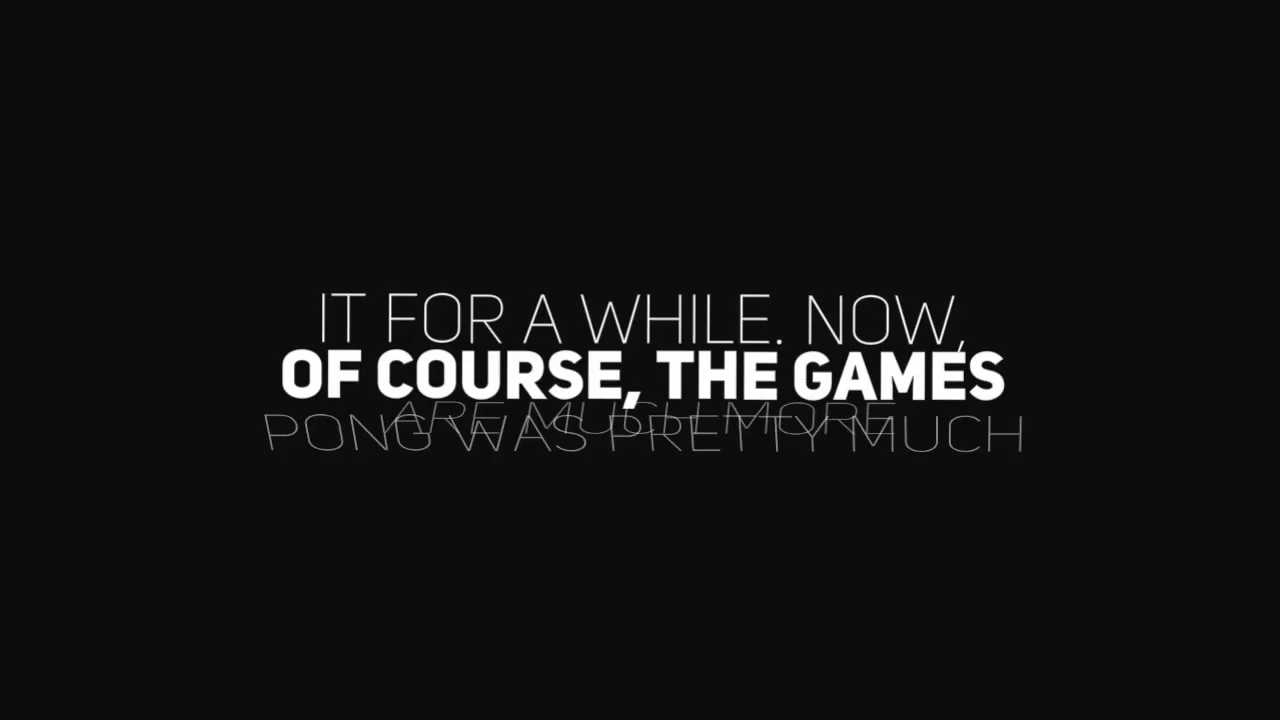 IT FOR A WHILE. NOW,
OF COURSE, THE GAMES
ARE MUCH MORE
PONG WAS PRETTY MUCH